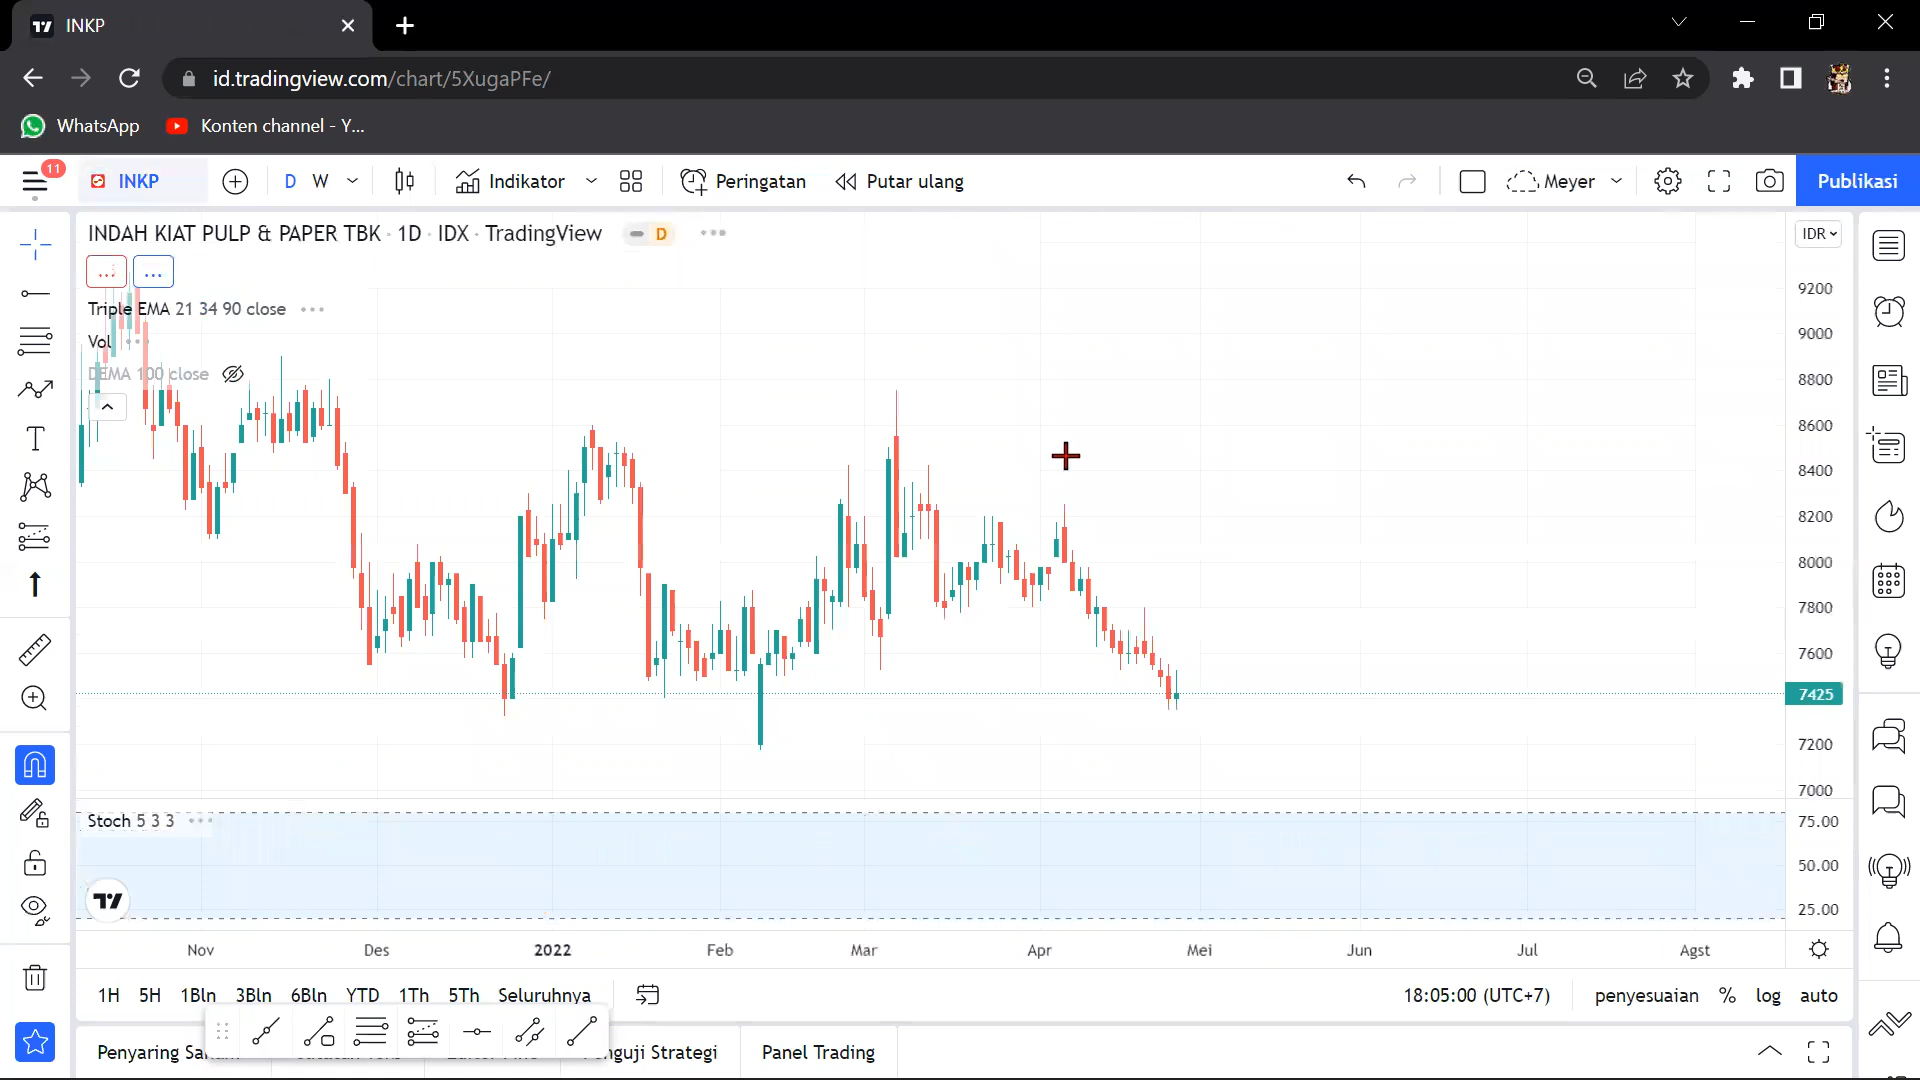 INKP
id.tradingview.com/chart/5XugaPFe/
WhatsApp
Konten channel - Y...
11
INKP
D
W
Indikator
Peringatan
Putar ulang
Meyer
Publikasi
INDAH KIAT PULP & PAPER TBK · 1D · IDX · TradingView
D
IDR
Triple EMA 21 34 90 close
Vol
DEMA 100 close
9200
9000
8800
8600
8400
8200
8000
7800
7600
7425
7200
7000
Stoch 5 3 3
75.00
50.00
25.00
Nov
Des
2022
Feb
Mar
Apr
Mei
Jun
Jul
Agst
1H
5H
1Bln
3Bln
6Bln
YTD
1Th
5Th
Seluruhnya
18:05:00 (UTC+7)
penyesuaian
%
log
auto
Penyaring
Strategi
Panel Trading